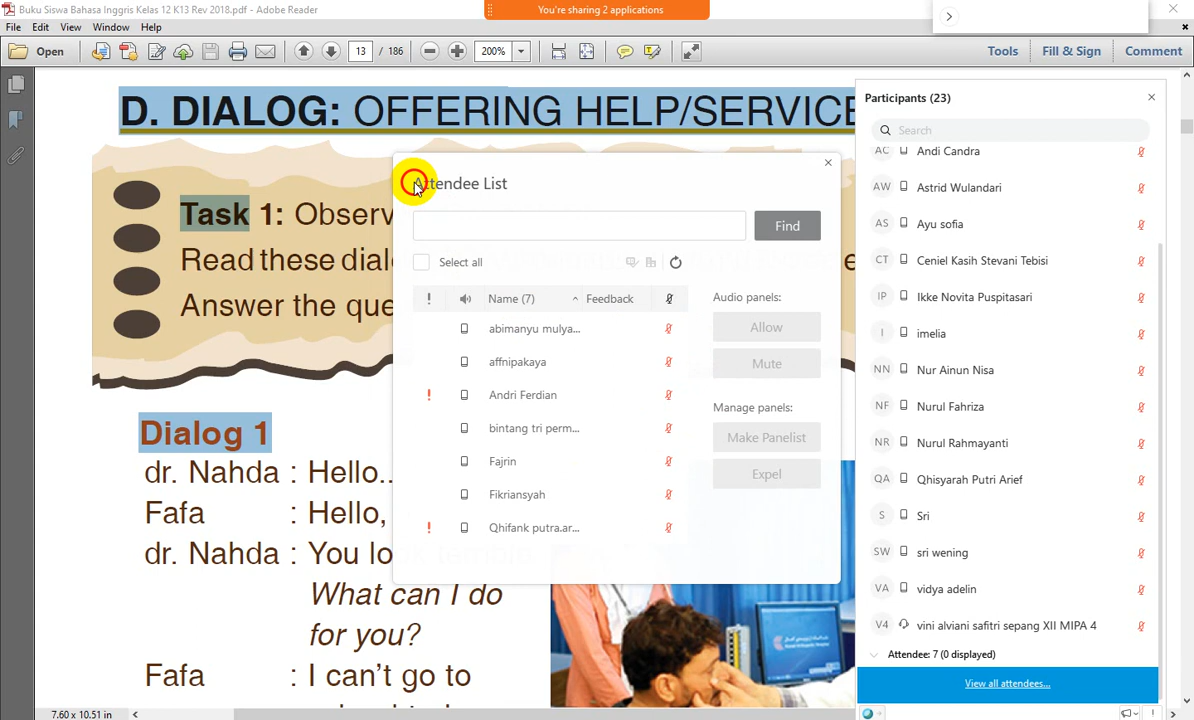 Buku Siswa Bahasa Inggris Kelas 12 K13 Rev 2018.pdf - Adobe Reader
You're sharing 2 applications
File Edit View Window Help
Open
13 / 186
200%
Tools Fill & Sign Comment
D. DIALOG: OFFERING HELP/SERVICE
Task 1: Observ
Read these dial
Answer the que
Dialog 1
dr. Nahda : Hello..
Fafa : Hello,
dr. Nahda : You lo
What can I do
for you?
Fafa : I can't go to
7.60 x 10.51 in
Attendee List
Find
Select all
! Name (7) Feedback
abimanyu mulya...
affnipakaya
! Andri Ferdian
bintang tri perm...
Fajrin
Fikriansyah
! Qhifank putra.ar...
Audio panels:
Allow
Mute
Manage panels:
Make Panelist
Expel
Participants (23)
Search
AC Andi Candra
AW Astrid Wulandari
AS Ayu sofia
CT Ceniel Kasih Stevani Tebisi
IP Ikke Novita Puspitasari
I imelia
NN Nur Ainun Nisa
NF Nurul Fahriza
NR Nurul Rahmayanti
QA Qhisyarah Putri Arief
S Sri
SW sri wening
VA vidya adelin
V4 vini alviani safitri sepang XII MIPA 4
Attendee: 7 (0 displayed)
View all attendees...